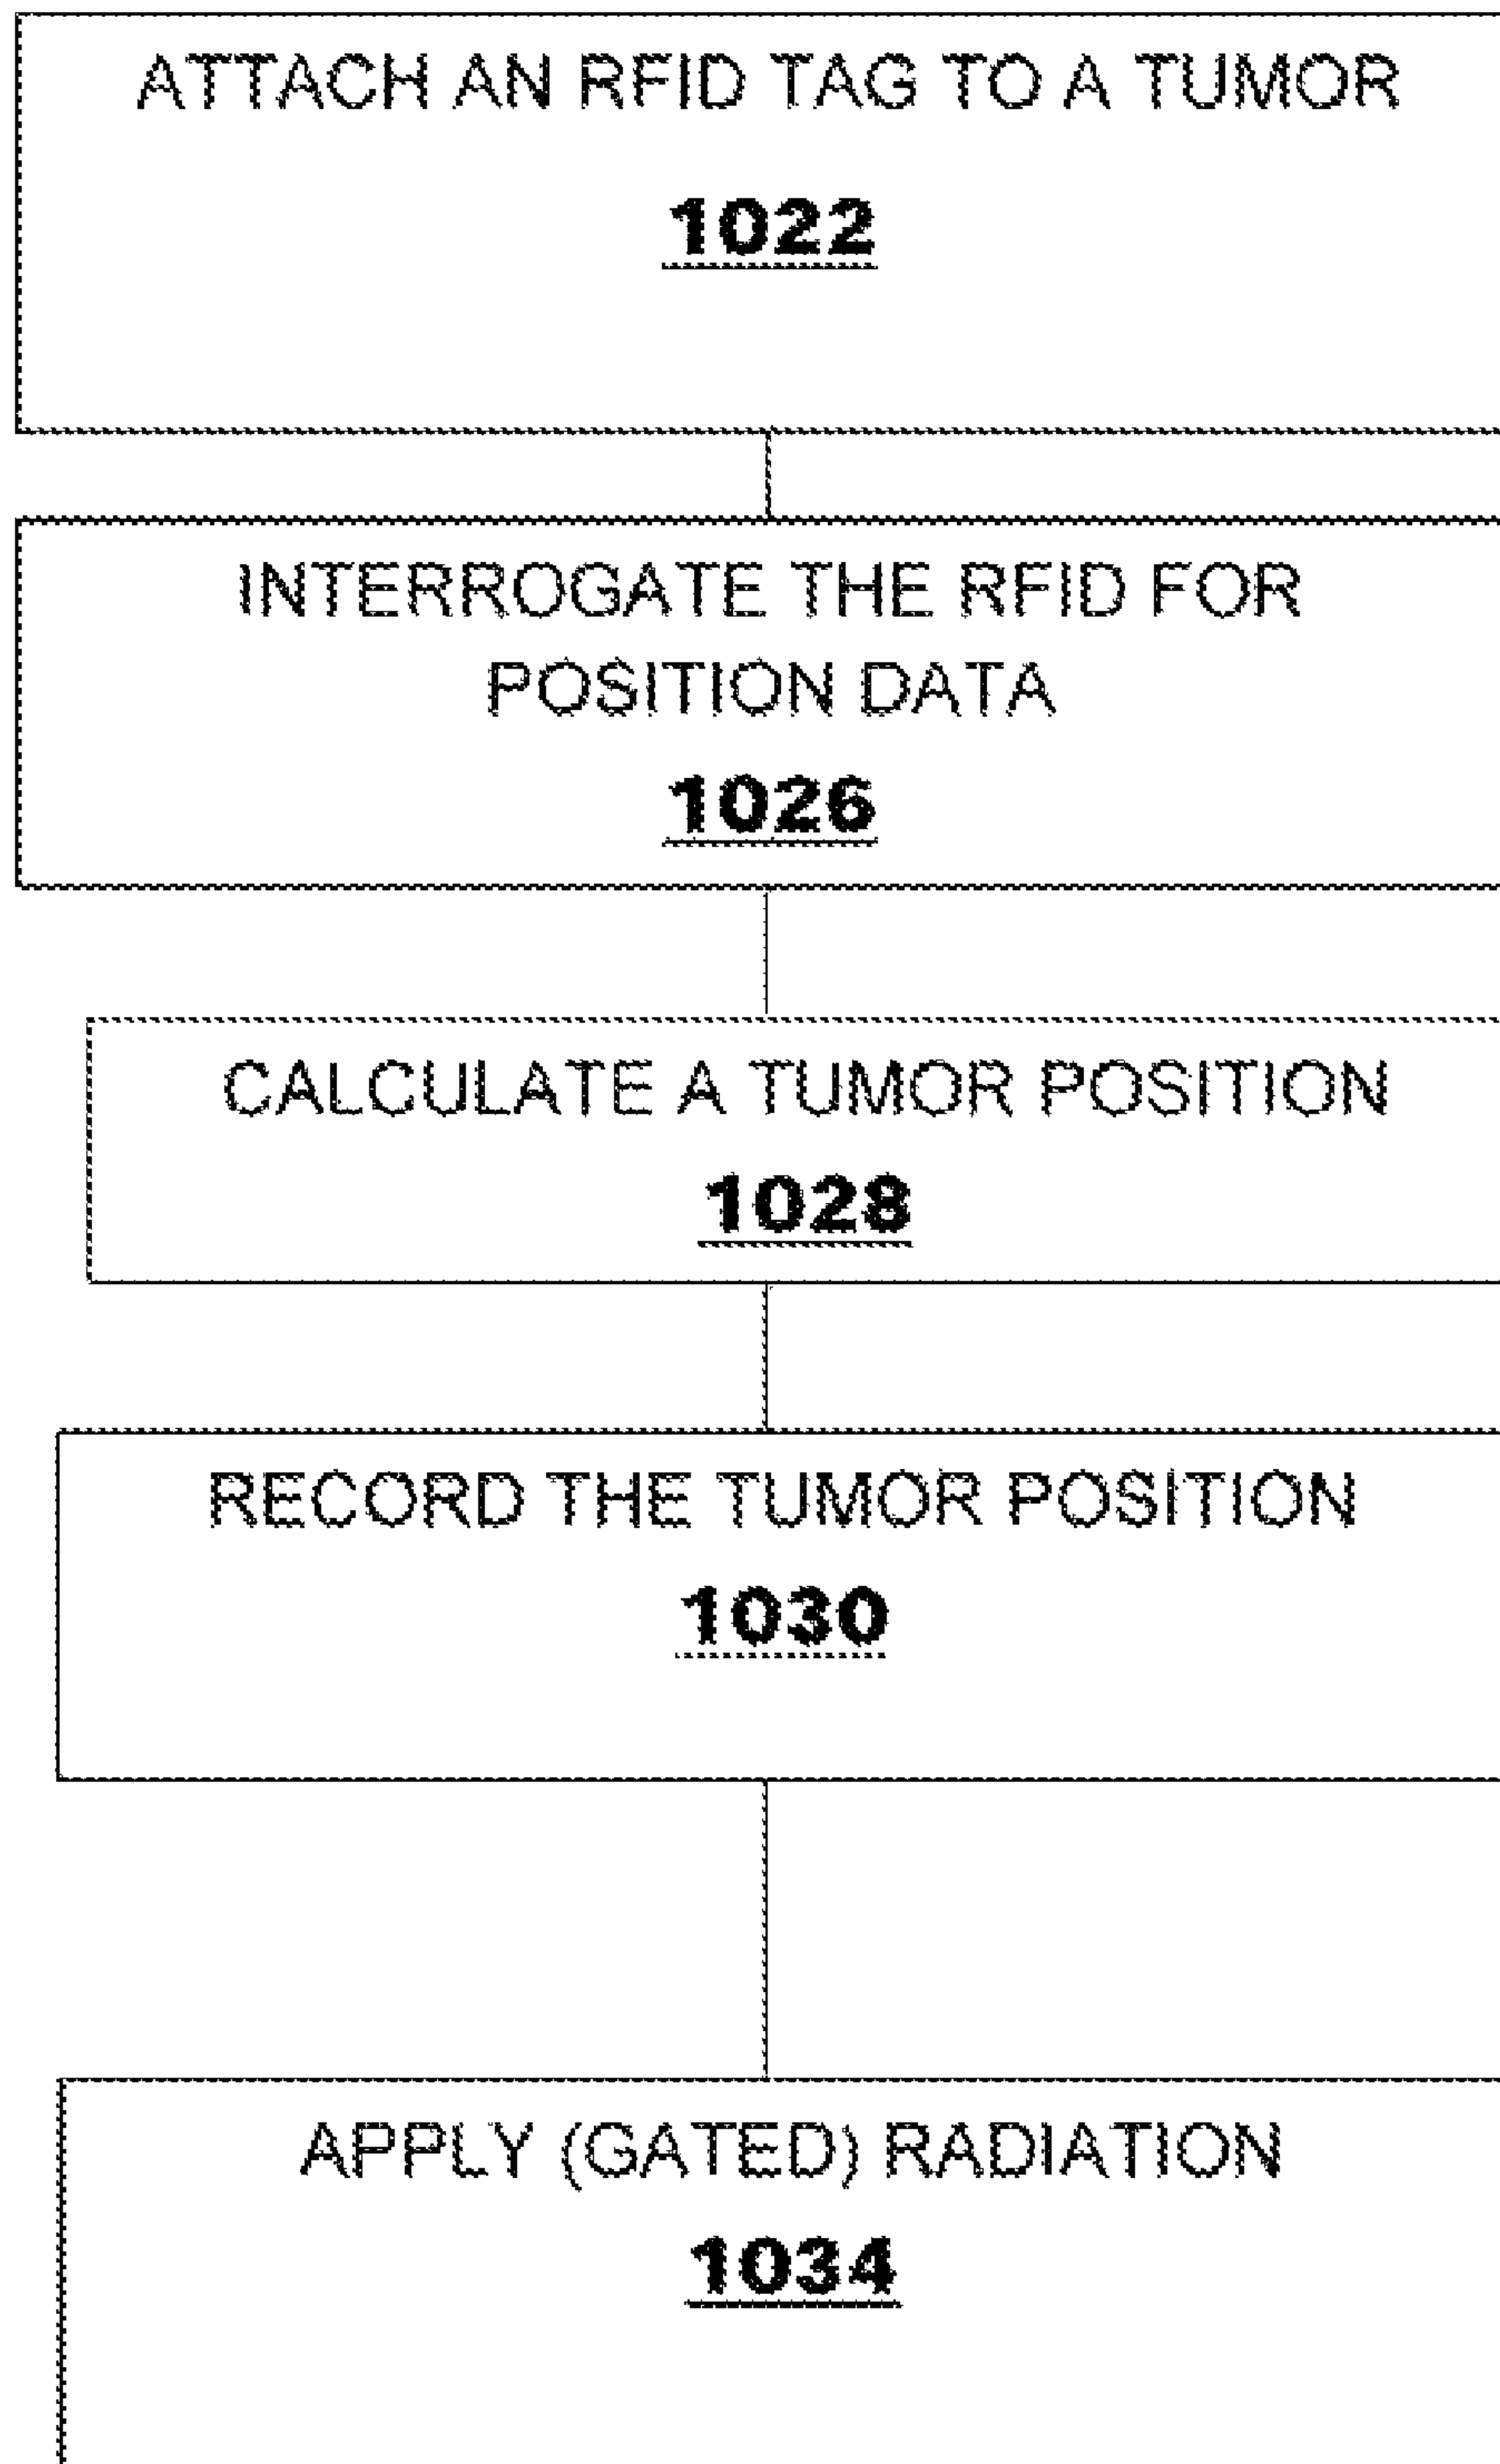 ATTACH AN RFID TAG TO A TUMOR
1022
INTERROGATE THE RFID FOR
POSITION DATA
1026
CALCULATE A TUMOR POSITION
1028
RECORD THE TUMOR POSITION
1030
APPLY (GATED) RADIATION
1034